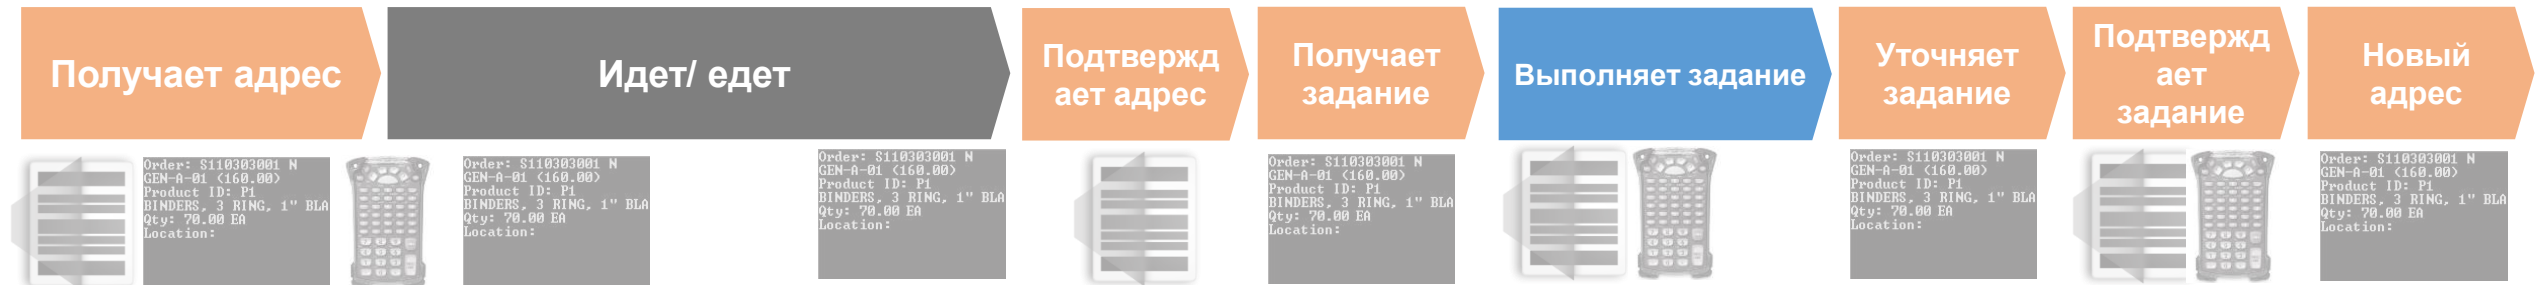 Получает адрес
Идет/ едет
Подтвержд
ает адрес
Получает
задание
Выполняет задание
Уточняет
задание
Подтвержд
ает
задание
Новый
адрес
Order: S110303001 N
GEN-A-01 (160.00)
Product ID: P1
BINDERS, 3 RING, 1" BLA
Qty: 70.00 EA
Location:
Order: S110303001 N
GEN-A-01 (160.00)
Product ID: P1
BINDERS, 3 RING, 1" BLA
Qty: 70.00 EA
Location:
Order: S110303001 N
GEN-A-01 (160.00)
Product ID: P1
BINDERS, 3 RING, 1" BLA
Qty: 70.00 EA
Location:
Order: S110303001 N
GEN-A-01 (160.00)
Product ID: P1
BINDERS, 3 RING, 1" BLA
Qty: 70.00 EA
Location:
Order: S110303001 N
GEN-A-01 (160.00)
Product ID: P1
BINDERS, 3 RING, 1" BLA
Qty: 70.00 EA
Location:
Order: S110303001 N
GEN-A-01 (160.00)
Product ID: P1
BINDERS, 3 RING, 1" BLA
Qty: 70.00 EA
Location: